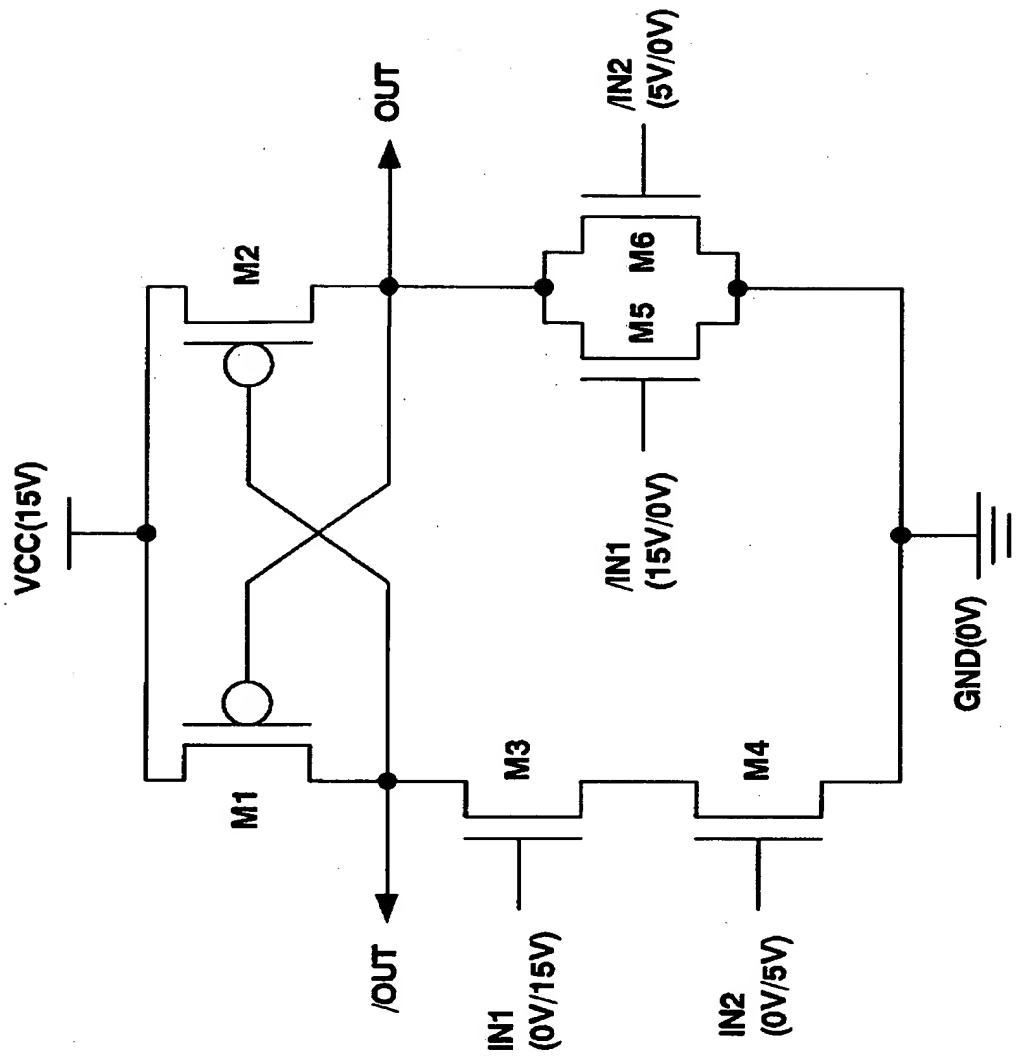 VCC(15V)
M1
M2
/OUT
OUT
IN1
(0V/15V)
M3
/IN1
(15V/0V)
M5
M6
/IN2
(5V/0V)
IN2
(0V/5V)
M4
GND(0V)